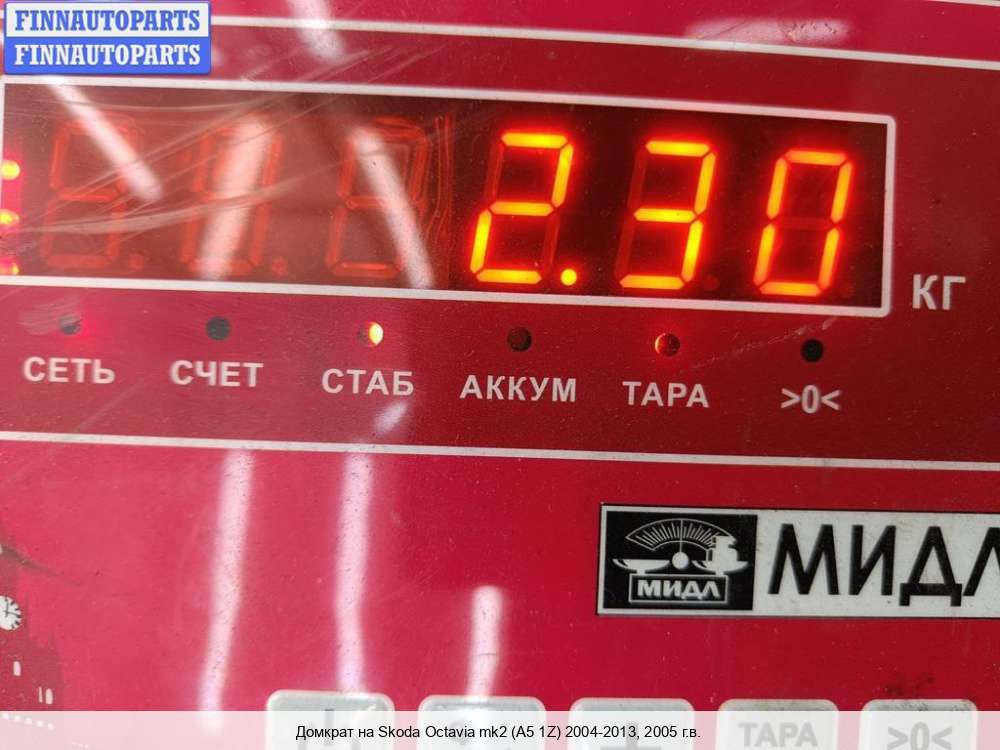 FINNAUTOPARTS
FINNAUTOPARTS
2.30
КГ
СЕТЬ СЧЕТ СТАБ АККУМ ТАРА >0<
МИДЛ
МИДЛ
ТАРА >0<
Домкрат на Skoda Octavia mk2 (A5 1Z) 2004-2013, 2005 г.в.